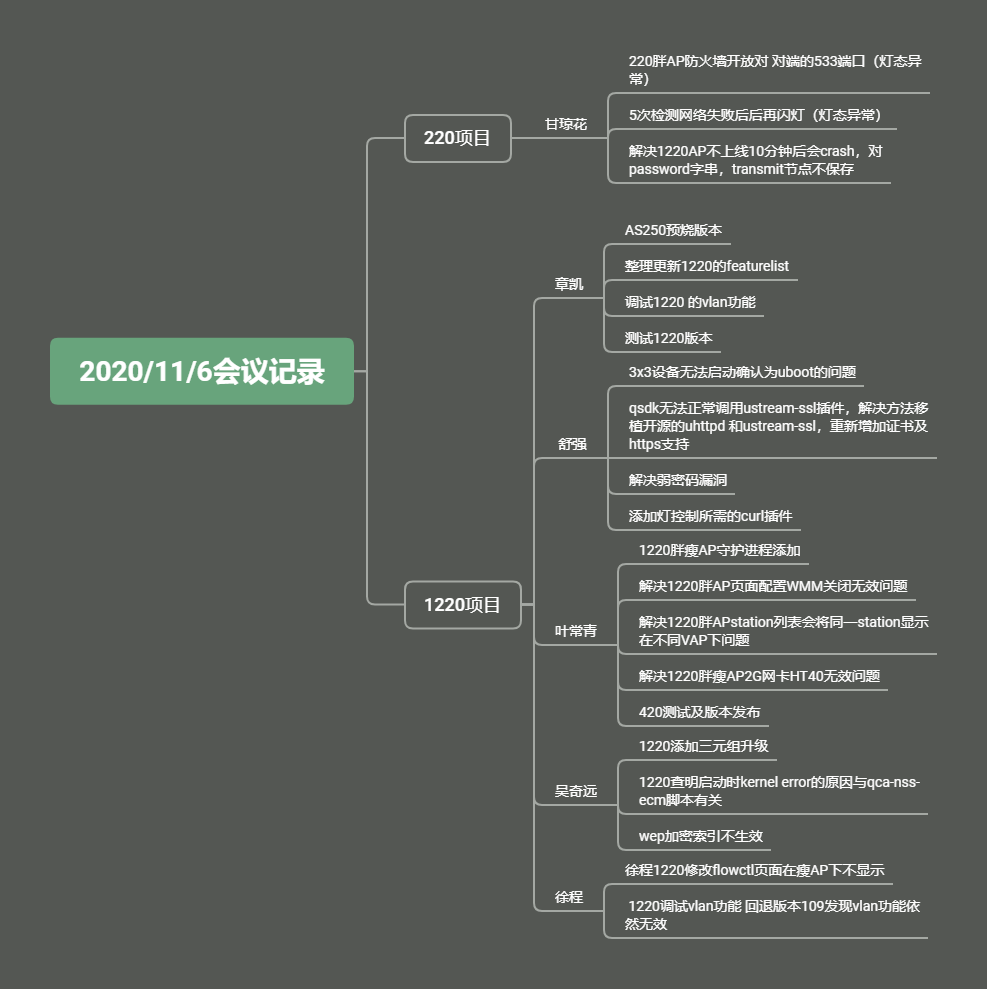 220胖AP防火墙开放对 对端的533端口（灯态异
常）
220项目
甘琼花
5次检测网络失败后后再闪灯（灯态异常）
解决1220AP不上线10分钟后会crash，对
password字串，transmit节点不保存
AS250预烧版本
整理更新1220的featurelist
章凯
调试1220 的vlan功能
测试1220版本
2020/11/6会议记录
3x3设备无法启动确认为uboot的问题
qsdk无法正常调用ustream-ssl插件，解决方法移
植开源的uhttpd 和ustream-ssl，重新增加证书及
https支持
舒强
解决弱密码漏洞
添加灯控制所需的curl插件
1220胖瘦AP守护进程添加
解决1220胖AP页面配置WMM关闭无效问题
1220项目
解决1220胖APstation列表会将同一station显示
在不同VAP下问题
叶常青
解决1220胖瘦AP2G网卡HT40无效问题
420测试及版本发布
1220添加三元组升级
1220查明启动时kernel error的原因与qca-nss-
ecm脚本有关
吴奇远
wep加密索引不生效
徐程1220修改flowctl页面在瘦AP下不显示
徐程
1220调试vlan功能 回退版本109发现vlan功能依
然无效